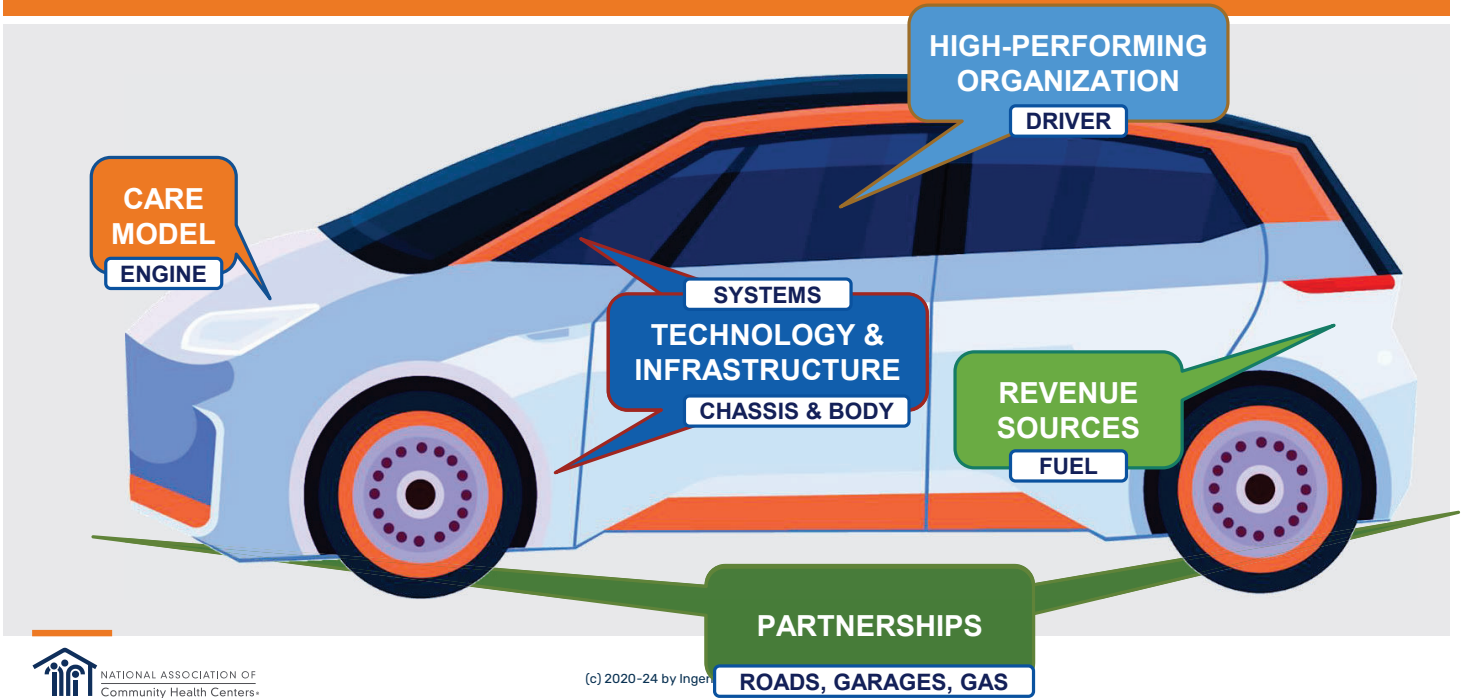 HIGH-PERFORMING
ORGANIZATION
DRIVER
CARE
MODEL
ENGINE
SYSTEMS
TECHNOLOGY &
INFRASTRUCTURE
CHASSIS & BODY
REVENUE
SOURCES
FUEL
PARTNERSHIPS
ROADS, GARAGES, GAS
NATIONAL ASSOCIATION OF
Community Health Centers
(c) 2020-24 by